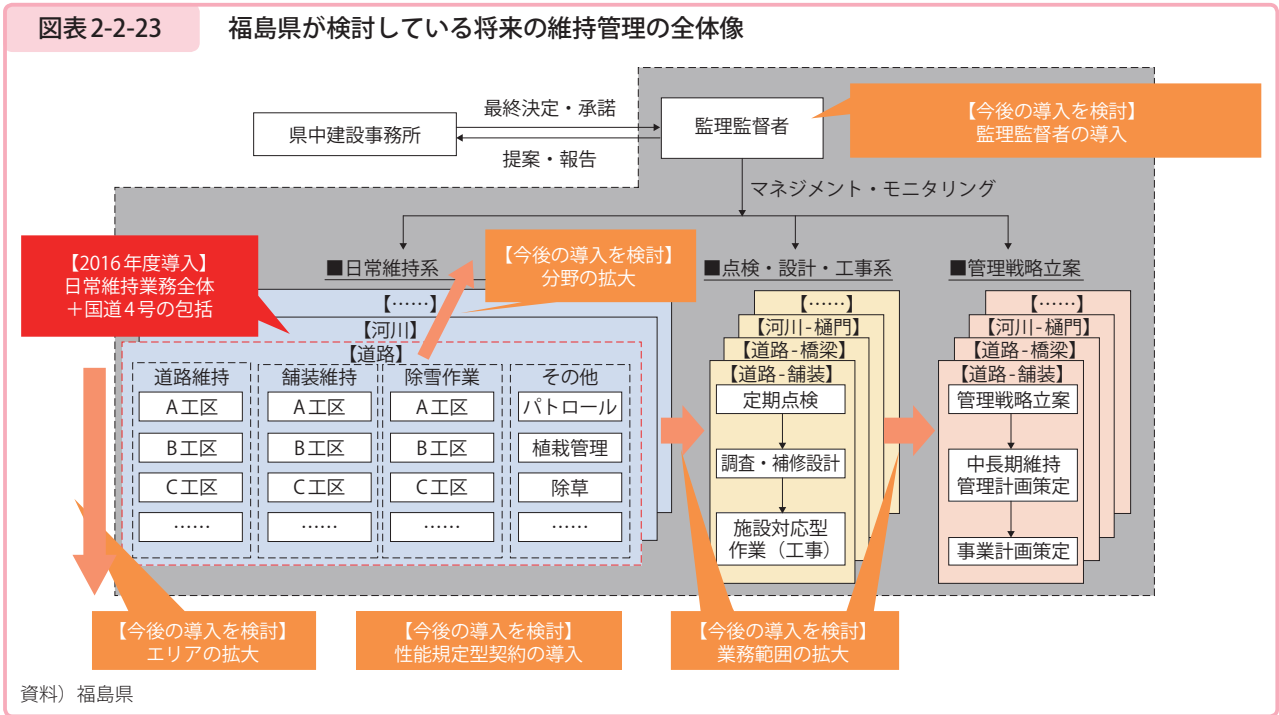 図表2-2-23 福島県が検討している将来の維持管理の全体像
県中建設事務所
最終決定・承諾
提案・報告
監理監督者
【今後の導入を検討】
監理監督者の導入
マネジメント・モニタリング
【2016年度導入】
日常維持業務全体
＋国道4号の包括
■日常維持系
【今後の導入を検討】
分野の拡大
■点検・設計・工事系
■管理戦略立案
【……】
【河川】
【道路】
道路維持
A工区
B工区
C工区
……
舗装維持
A工区
B工区
C工区
……
除雪作業
A工区
B工区
C工区
……
その他
パトロール
植栽管理
除草
……
【……】
【河川-樋門】
【道路-橋梁】
【道路-舗装】
定期点検
調査・補修設計
施設対応型
作業（工事）
【……】
【河川-樋門】
【道路-橋梁】
【道路-舗装】
管理戦略立案
中長期維持
管理計画策定
事業計画策定
【今後の導入を検討】
エリアの拡大
【今後の導入を検討】
性能規定型契約の導入
【今後の導入を検討】
業務範囲の拡大
資料）福島県